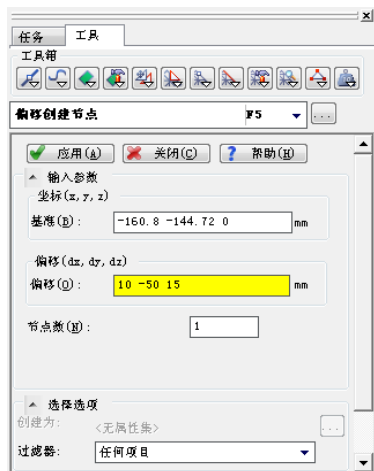 任务 工具
工具箱
偏移创建节点 F5 ...
应用(A) 关闭(C) ? 帮助(H)
输入参数
坐标(x, y, z)
基准(B): -160.8 -144.72 0 mm
偏移(dx, dy, dz)
偏移(O): 10 -50 15 mm
节点数(N): 1
选择选项
创建为: <无属性集> ...
过滤器: 任何项目